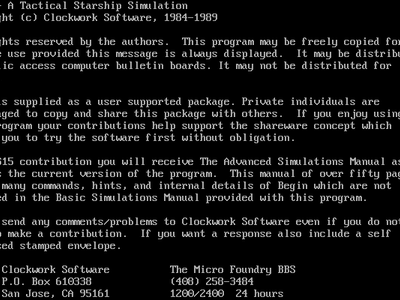 - A Tactical Starship Simulation
ght (c) Clockwork Software, 1984-1989
ghts reserved by the authors. This program may be freely copied for
e use provided this message is always displayed. It may be distribu
lic access computer bulletin boards. It may not be distributed for
is supplied as a user supported package. Private individuals are
aged to copy and share this package with others. If you enjoy using
rogram your contributions help support the shareware concept which
you to try the software first without obligation.
$15 contribution you will receive The Advanced Simulations Manual as
s the current version of the program. This manual of over fifty pag
many commands, hints, and internal details of Begin which are not
ed in the Basic Simulations Manual provided with this program.
send any comments/problems to Clockwork Software even if you do not
o make a contribution. If you want a response also include a self
sed stamped envelope.
Clockwork Software The Micro Foundry BBS
P.O. Box 610338 (408) 258-3484
San Jose, CA 95161 1200/2400 24 hours